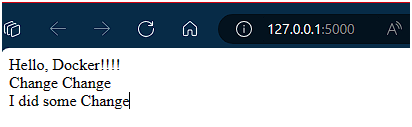 127.0.0.1:5000
A
Hello, Docker!!!!
Change Change
I did some Change